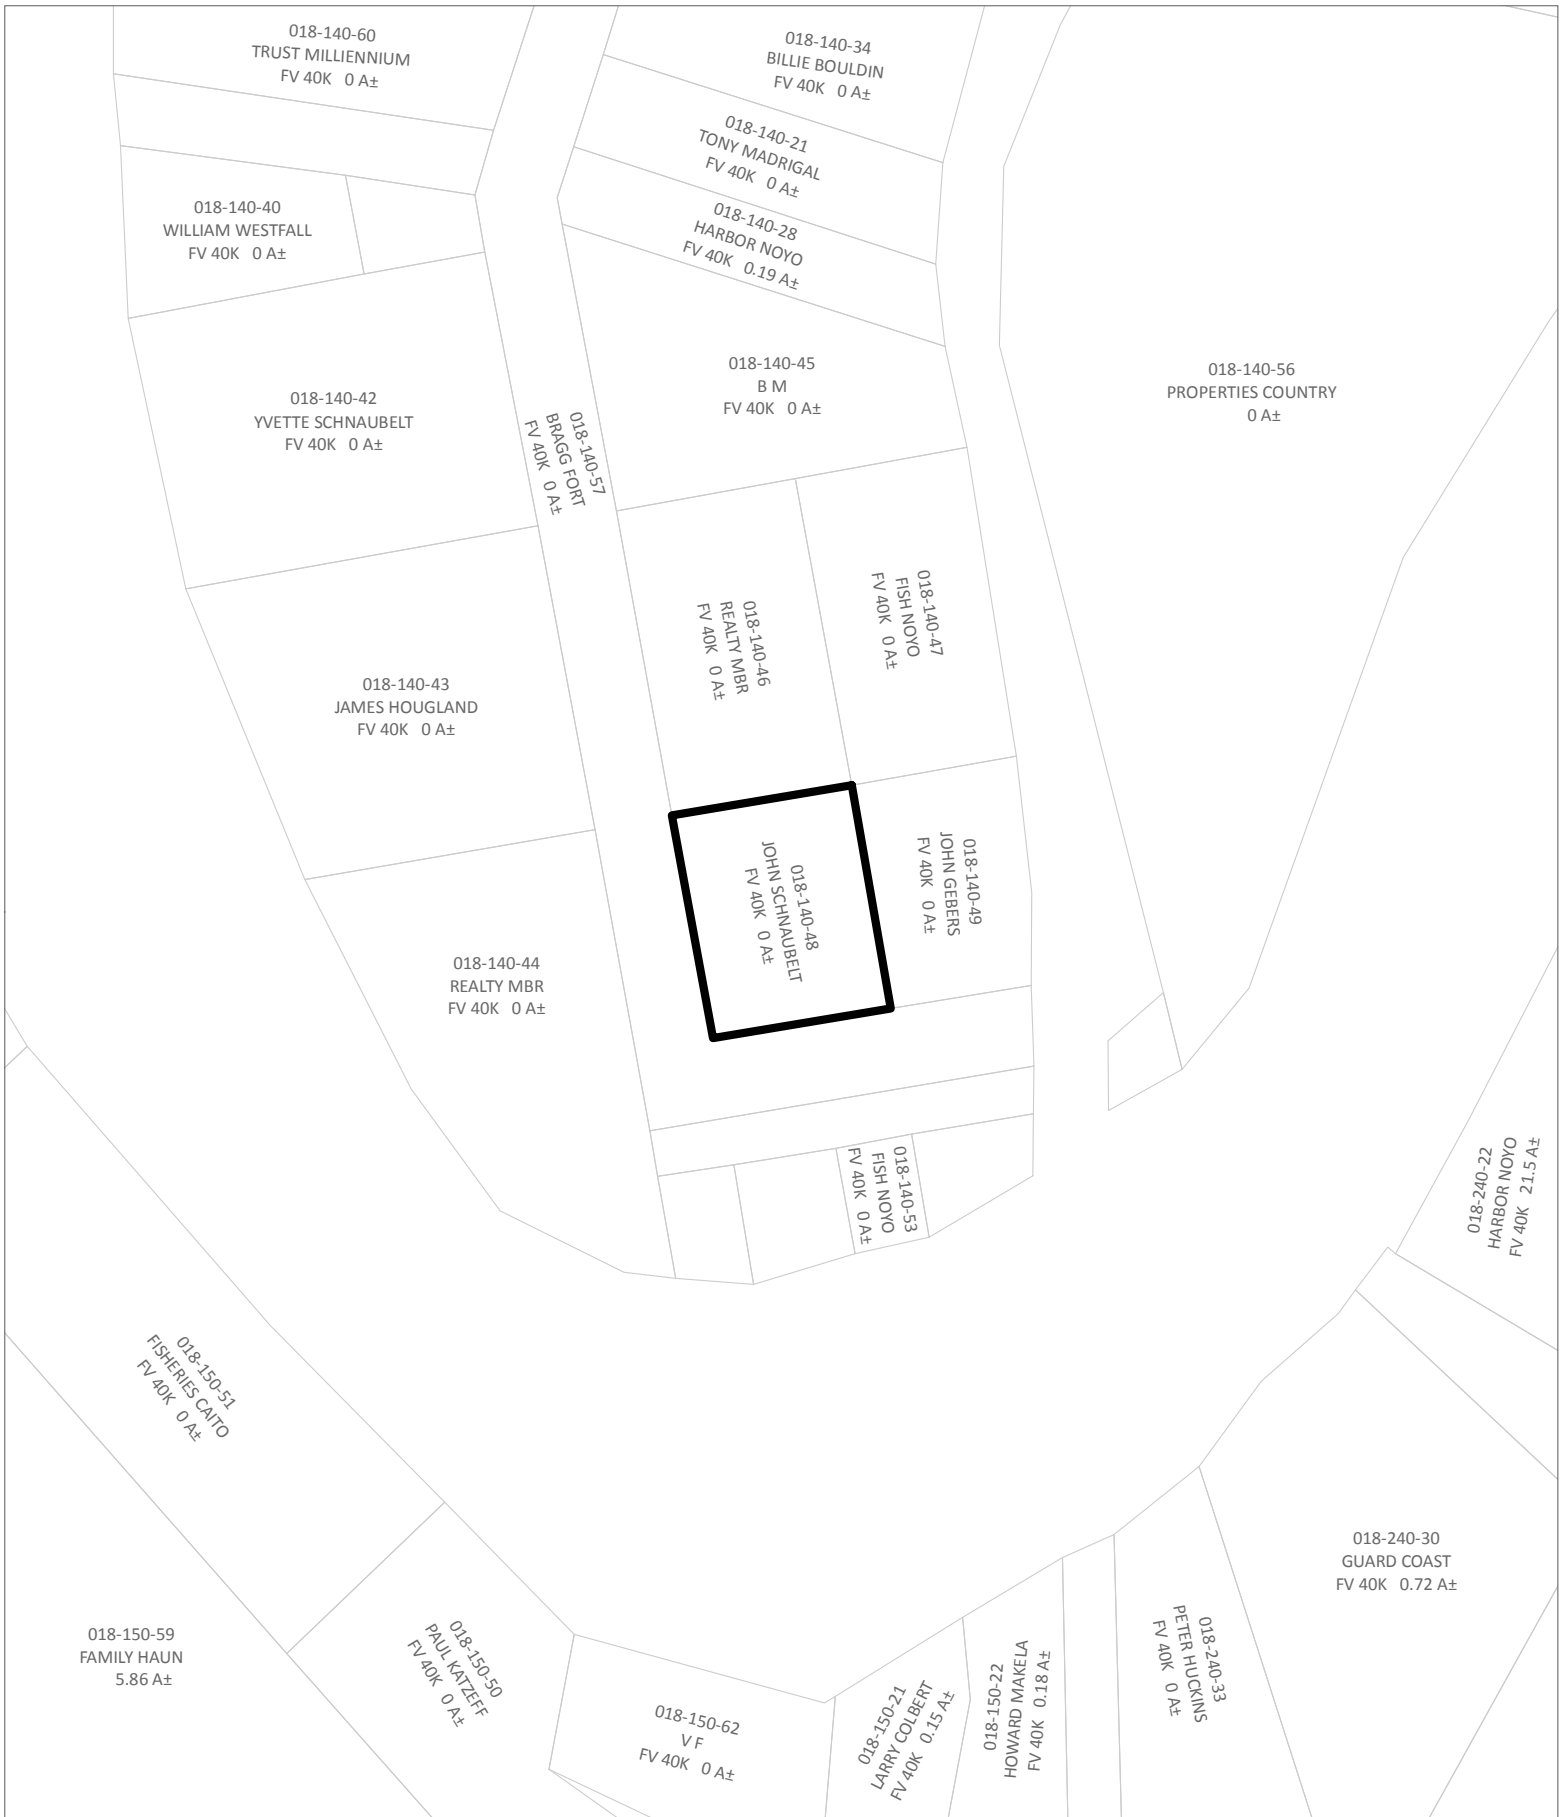 018-140-60
TRUST MILLIENNIUM
FV 40K 0 A±
018-140-34
BILLIE BOULDIN
FV 40K 0 A±
018-140-21
TONY MADRIGAL
FV 40K 0 A±
018-140-40
WILLIAM WESTFALL
FV 40K 0 A±
018-140-28
HARBOR NOYO
FV 40K 0.19 A±
018-140-45
B M
FV 40K 0 A±
018-140-56
PROPERTIES COUNTRY
0 A±
018-140-42
YVETTE SCHNAUBELT
FV 40K 0 A±
018-140-57
BRAGG FORT
FV 40K 0 A±
018-140-46
REALTY MBR
FV 40K 0 A±
018-140-47
FISH NOYO
FV 40K 0 A±
018-140-43
JAMES HOUGLAND
FV 40K 0 A±
018-140-48
JOHN SCHNAUBELT
FV 40K 0 A±
018-140-49
JOHN GEBERS
FV 40K 0 A±
018-140-44
REALTY MBR
FV 40K 0 A±
018-140-53
FISH NOYO
FV 40K 0 A±
018-240-22
HARBOR NOYO
FV 40K 21.5 A±
018-150-51
FISHERIES CAITO
FV 40K 0 A±
018-240-30
GUARD COAST
FV 40K 0.72 A±
018-150-59
FAMILY HAUN
5.86 A±
018-150-50
PAUL KATZEFF
FV 40K 0 A±
018-150-62
V F
FV 40K 0 A±
018-150-21
LARRY COLBERT
FV 40K 0.15 A±
018-150-22
HOWARD MAKELA
FV 40K 0.18 A±
018-240-33
PETER HUCKINS
FV 40K 0 A±